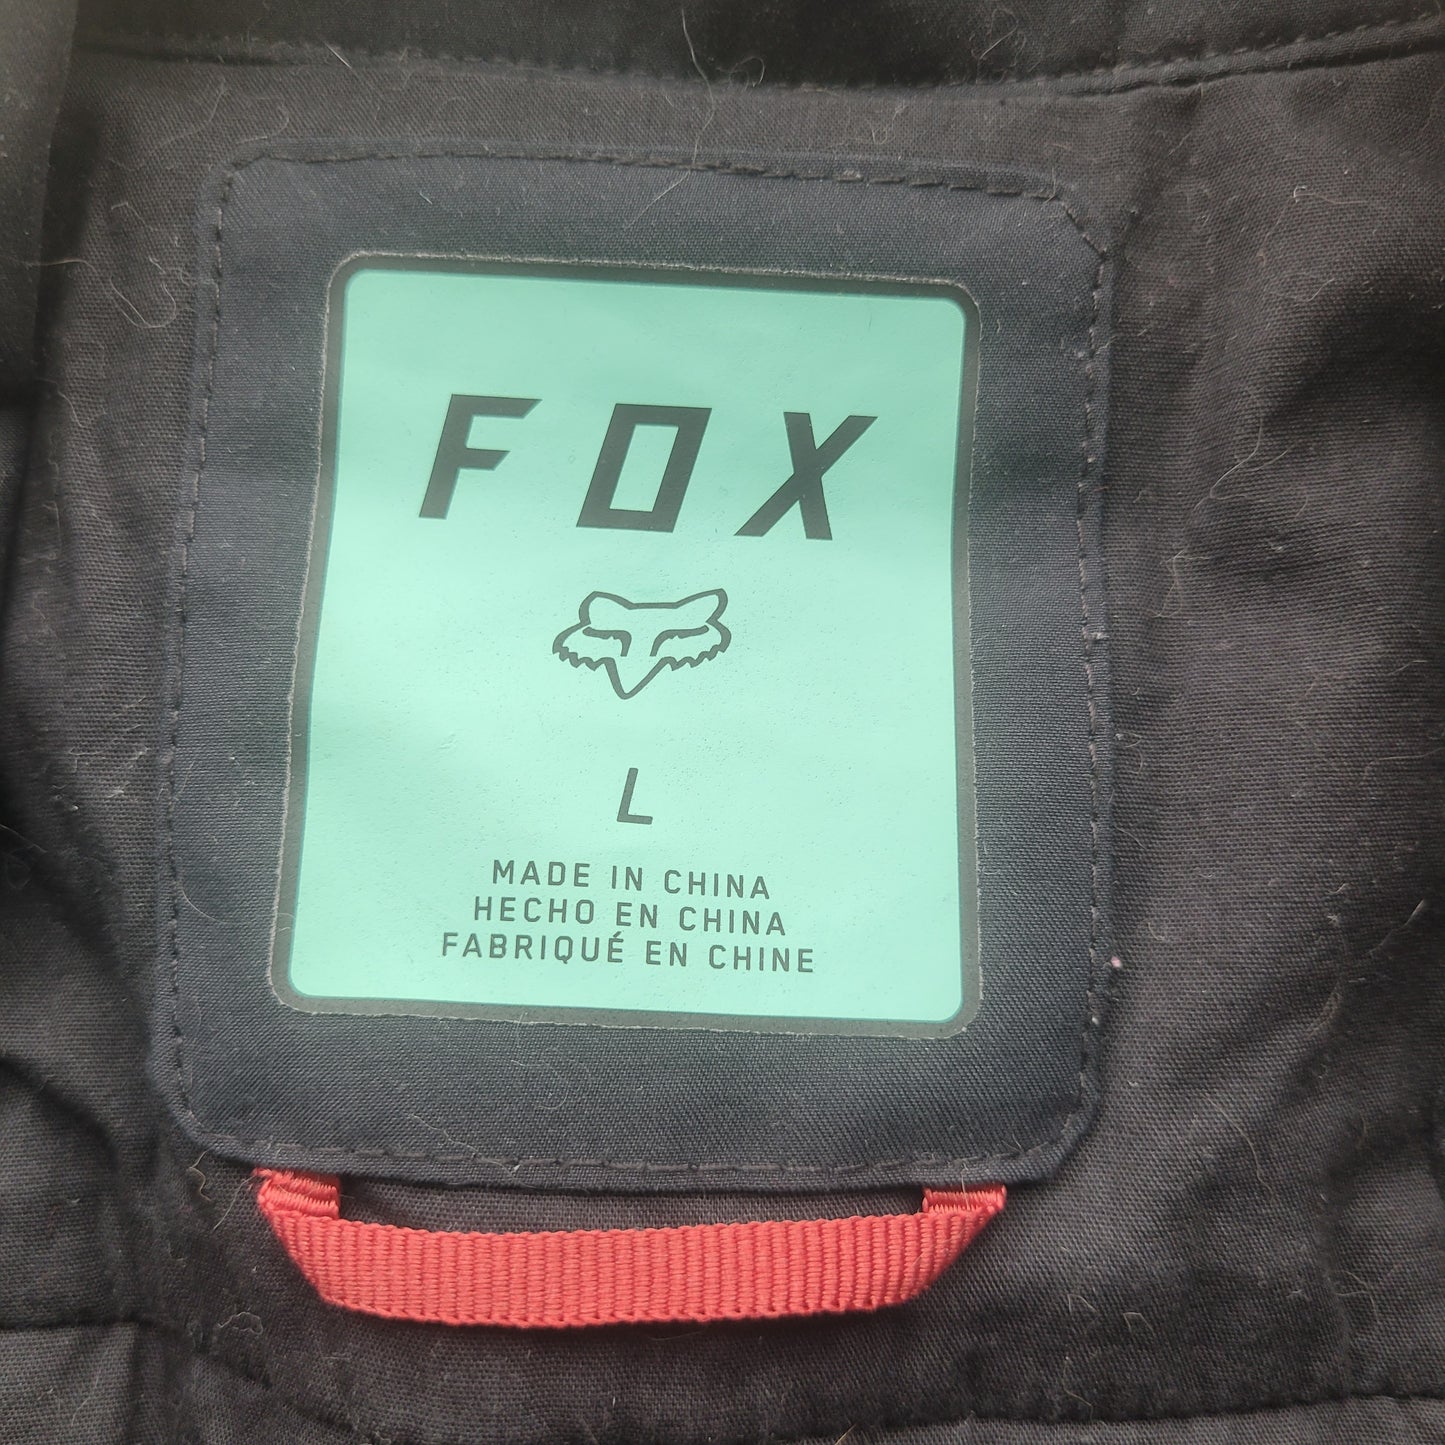 FOX
L
MADE IN CHINA
HECHO EN CHINA
FABRIQUÉ EN CHINE